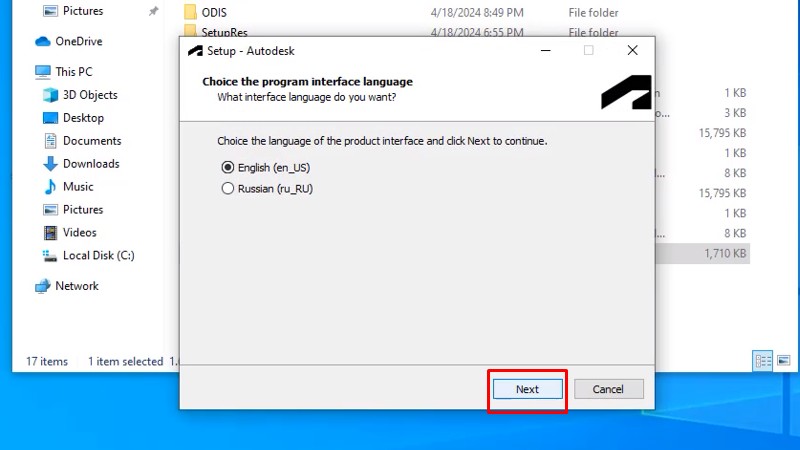 Pictures
OneDrive
This PC
3D Objects
Desktop
Documents
Downloads
Music
Pictures
Videos
Local Disk (C:)
Network
17 items 1 item selected
ODIS 4/18/2024 8:49 PM File folder
SetupRes 4/18/2024 6:55 PM File folder
1 KB
3 KB
15,795 KB
1 KB
8 KB
15,795 KB
1 KB
8 KB
1,710 KB
Setup - Autodesk
Choice the program interface language
What interface language do you want?
Choice the language of the product interface and click Next to continue.
English (en_US)
Russian (ru_RU)
Next Cancel